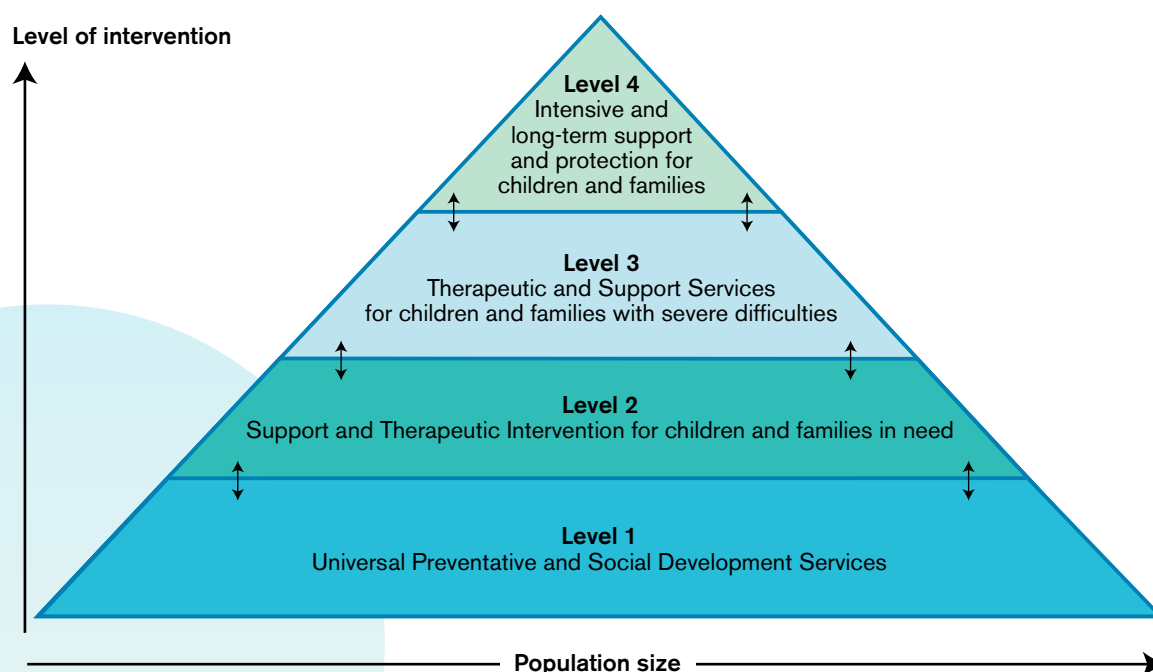 Level of intervention
Level 4
Intensive and
long-term support
and protection for
children and families
Level 3
Therapeutic and Support Services
for children and families with severe difficulties
Level 2
Support and Therapeutic Intervention for children and families in need
Level 1
Universal Preventative and Social Development Services
Population size